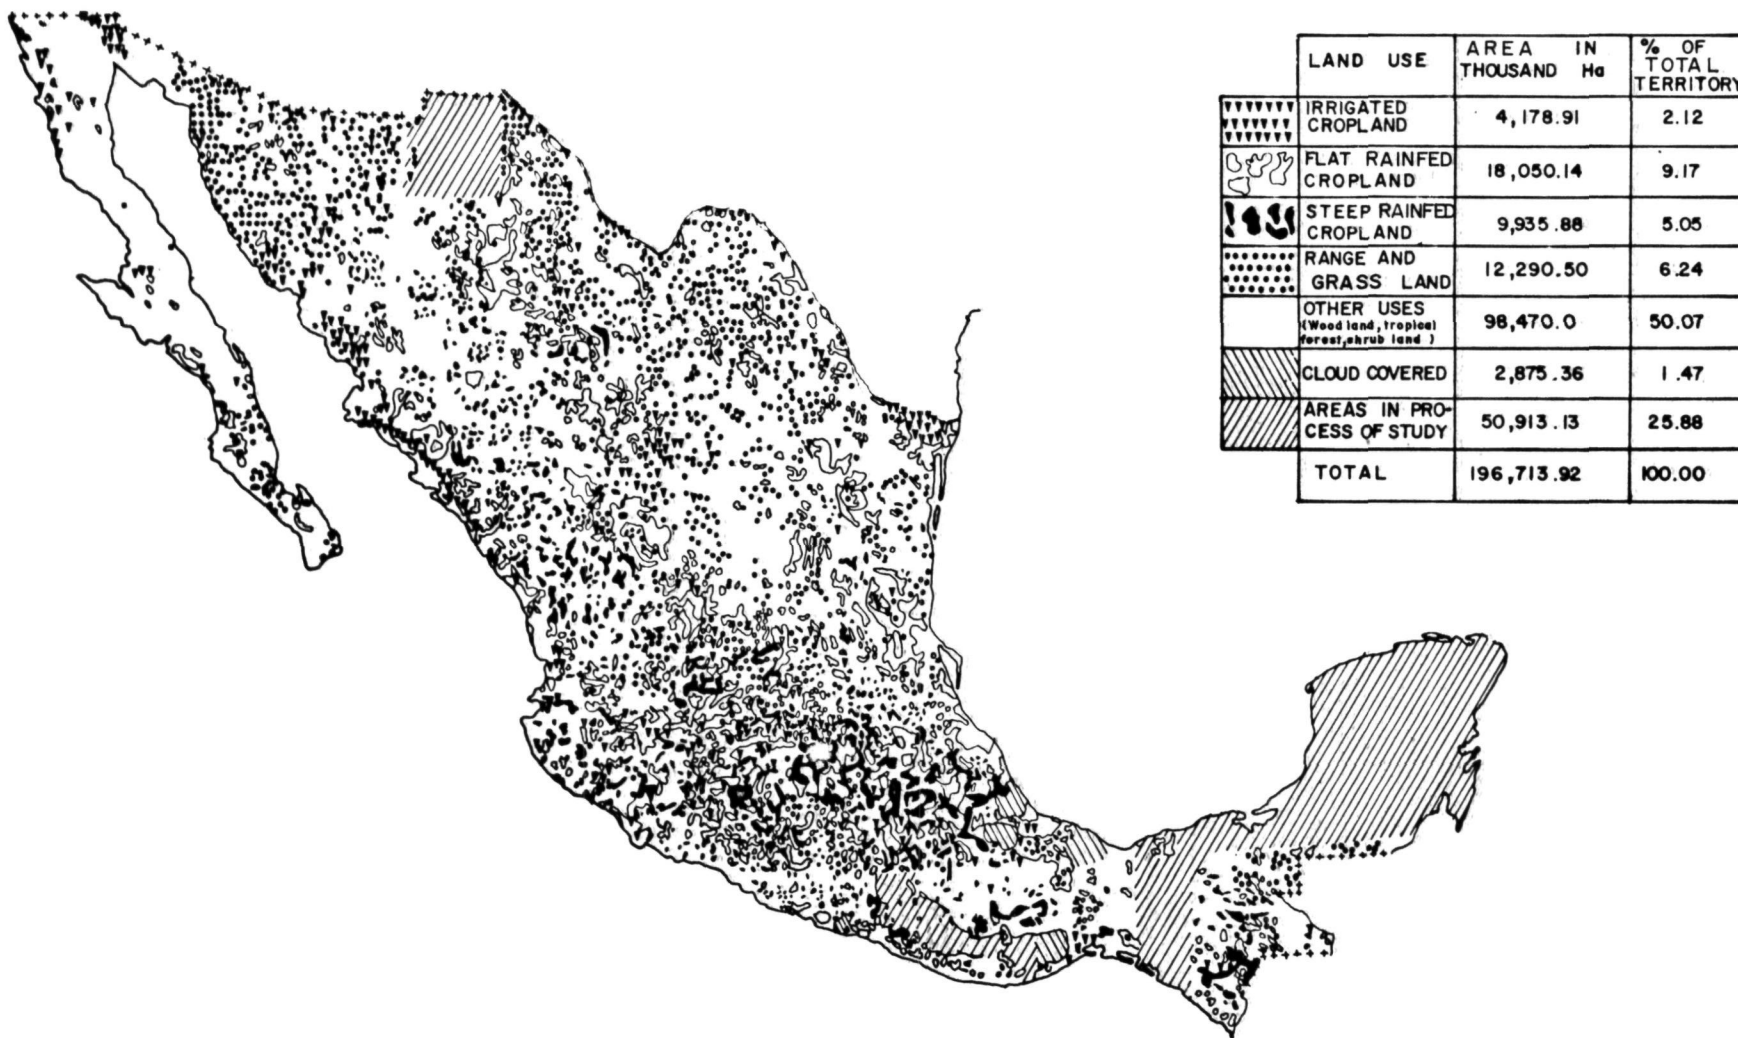 LAND USE
AREA IN THOUSAND Ha
% OF TOTAL TERRITORY
IRRIGATED CROPLAND
4,178.91
2.12
FLAT RAINFED CROPLAND
18,050.14
9.17
STEEP RAINFED CROPLAND
9,935.88
5.05
RANGE AND GRASS LAND
12,290.50
6.24
OTHER USES
(Wood land, tropical
forest, shrub land )
98,470.0
50.07
CLOUD COVERED
2,875.36
1.47
AREAS IN PRO-
CESS OF STUDY
50,913.13
25.88
TOTAL
196,713.92
100.00